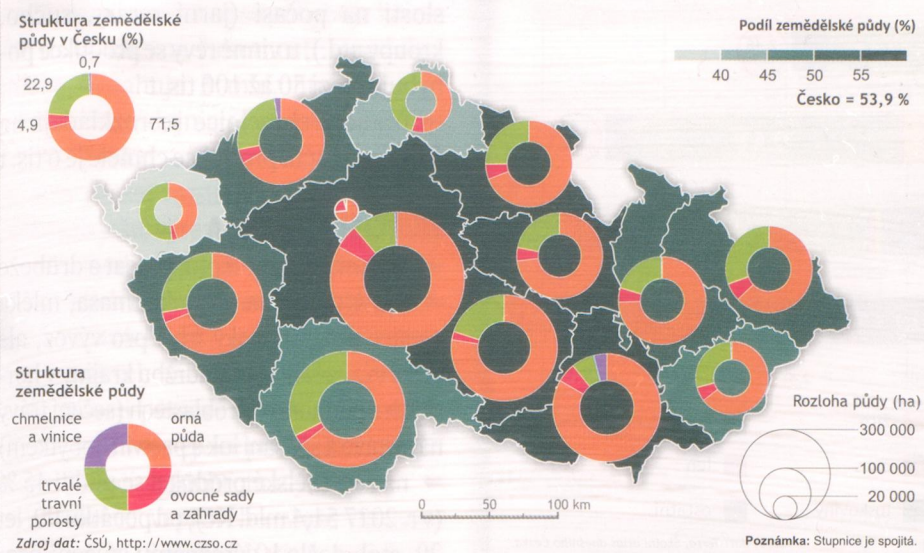 Struktura zemědělské
půdy v Česku (%)
0,7
22,9
4,9
71,5
Podíl zemědělské půdy (%)
40 45 50 55
Česko = 53,9 %
Struktura
zemědělské půdy
chmelnice
a vinice
orná
půda
trvalé
travní
porosty
ovocné sady
a zahrady
0 50 100 km
Rozloha půdy (ha)
300 000
100 000
20 000
Zdroj dat: ČSÚ, http://www.czso.cz
Poznámka: Stupnice je spojitá.